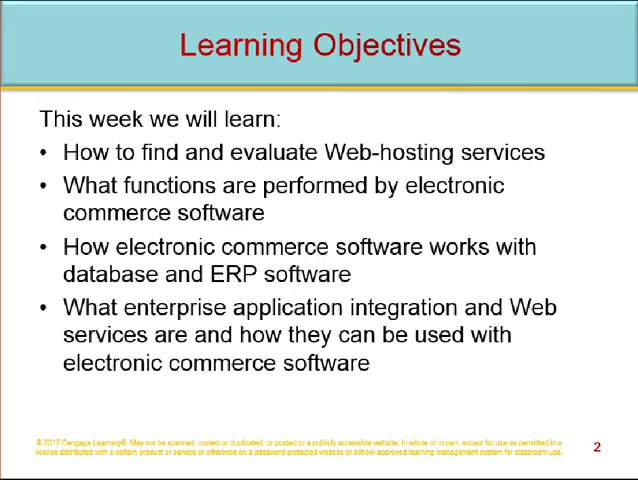 Learning Objectives
This week we will learn:
• How to find and evaluate Web-hosting services
• What functions are performed by electronic
commerce software
• How electronic commerce software works with
database and ERP software
• What enterprise application integration and Web
services are and how they can be used with
electronic commerce software
© 2017 Cengage Learning®. May not be scanned, copied or duplicated, or posted to a publicly accessible website, in whole or in part, except for use as permitted in a
license distributed with a certain product or service or otherwise on a password-protected website or school-approved learning management system for classroom use.
2